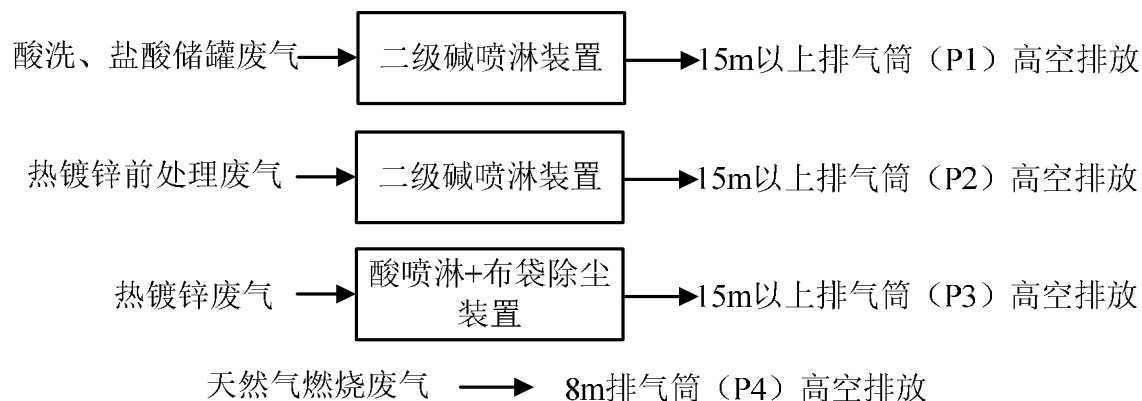 酸洗、盐酸储罐废气
二级碱喷淋装置
15m以上排气筒（P1）高空排放
热镀锌前处理废气
二级碱喷淋装置
15m以上排气筒（P2）高空排放
热镀锌废气
酸喷淋+布袋除尘
装置
15m以上排气筒（P3）高空排放
天然气燃烧废气
8m排气筒（P4）高空排放